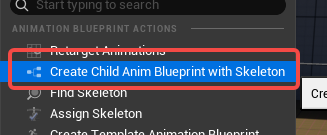 Start typing to search
ANIMATION BLUEPRINT ACTIONS
Retarget Animations
Create Child Anim Blueprint with Skeleton
Cre
Find Skeleton
Assign Skeleton
Create Template Animation Blueprint